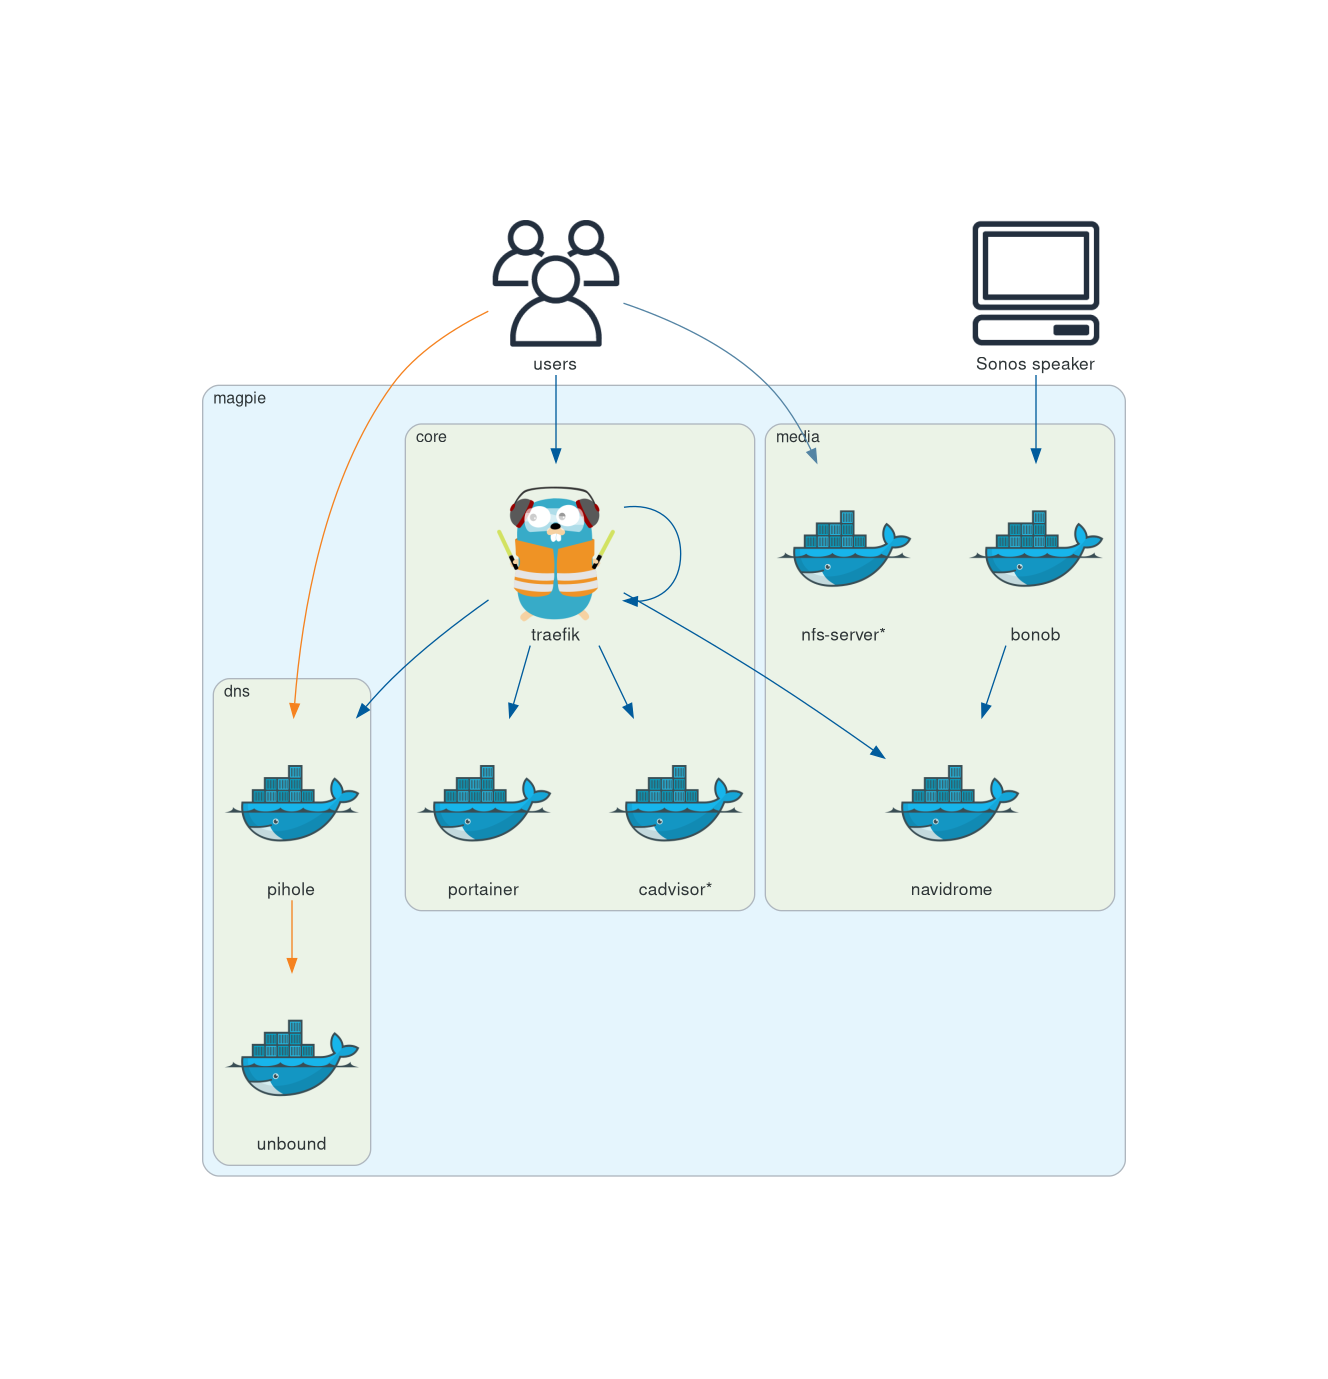 users
Sonos speaker
magpie
core
media
traefik
nfs-server*
bonob
dns
pihole
portainer
cadvisor*
navidrome
unbound